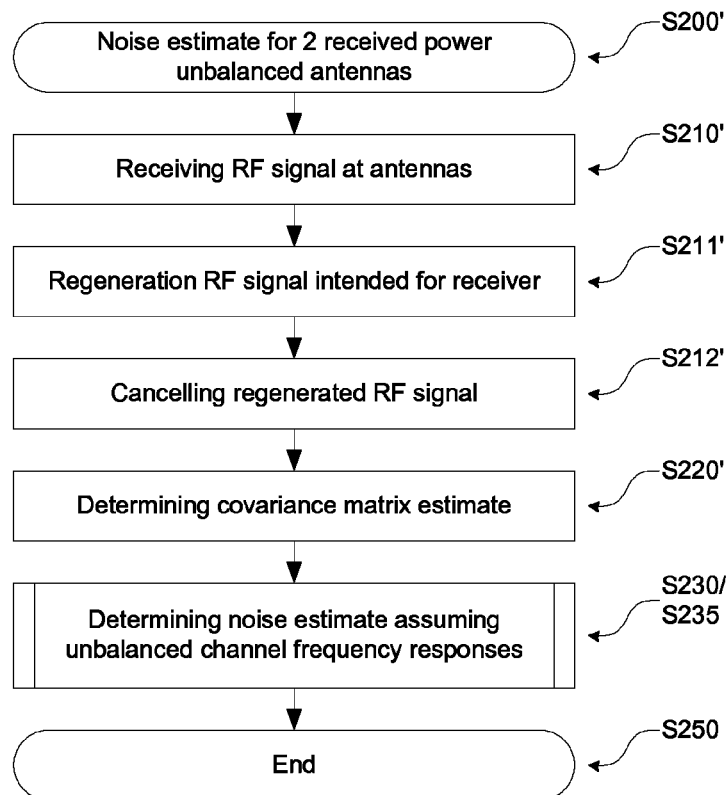 Noise estimate for 2 received power
unbalanced antennas
S200'
Receiving RF signal at antennas
S210'
Regeneration RF signal intended for receiver
S211'
Cancelling regenerated RF signal
S212'
Determining covariance matrix estimate
S220'
Determining noise estimate assuming
unbalanced channel frequency responses
S230/
S235
End
S250